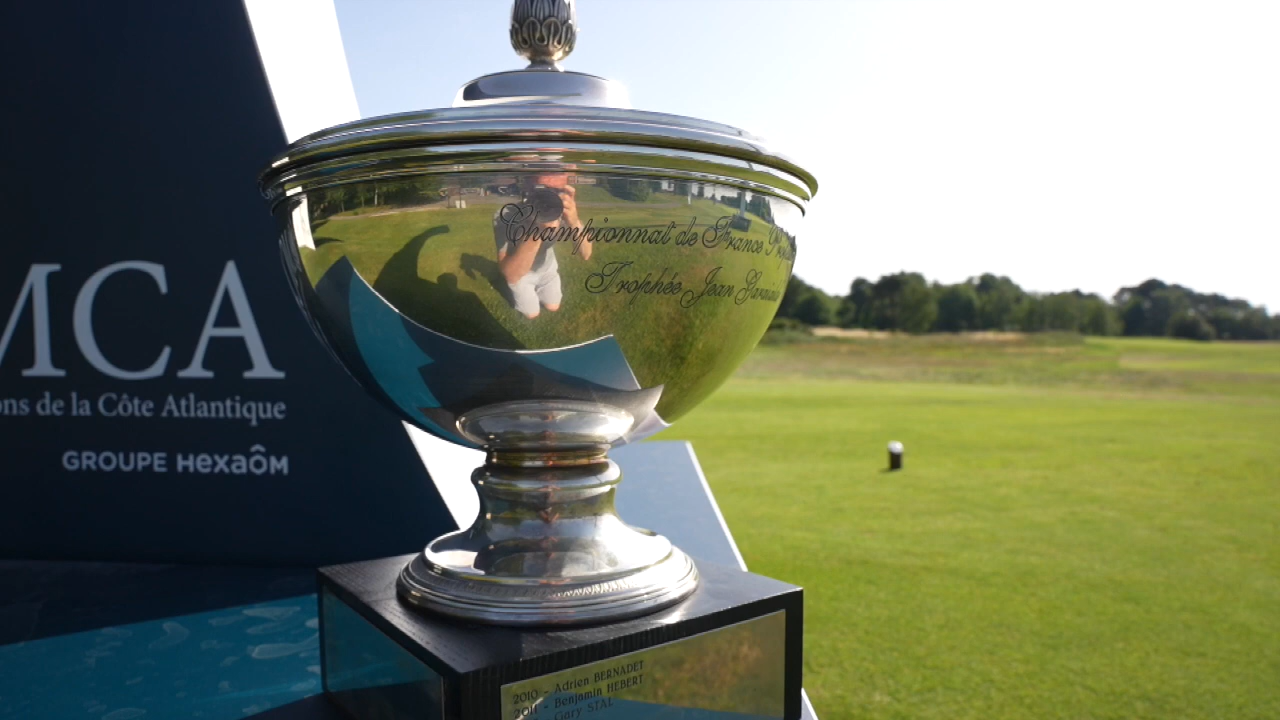 MCA
ons de la Côte Atlantique
GROUPE HEXAÔM
Championnat de France
Trophée Jean
2010 - Adrien BERNADET
2011 - Benjamin HEBERT
Gary STAL